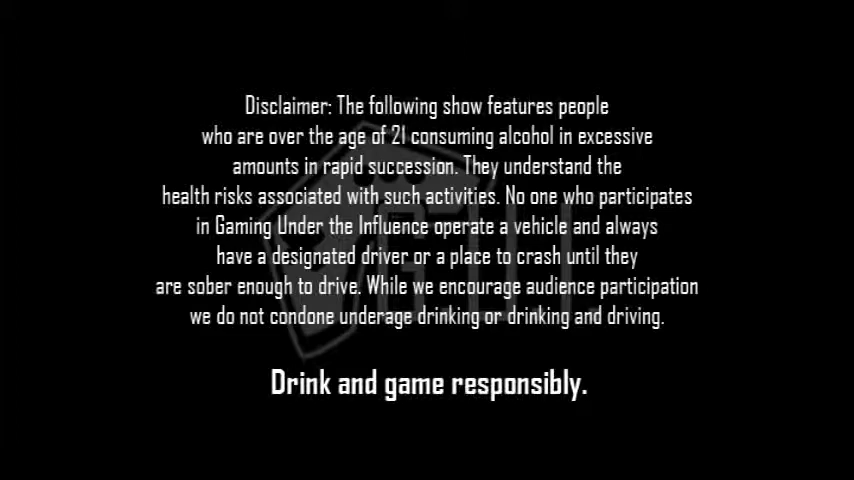 Disclaimer: The following show features people
who are over the age of 21 consuming alcohol in excessive
amounts in rapid succession. They understand the
health risks associated with such activities. No one who participates
in Gaming Under the Influence operate a vehicle and always
have a designated driver or a place to crash until they
are sober enough to drive. While we encourage audience participation
we do not condone underage drinking or drinking and driving.
Drink and game responsibly.